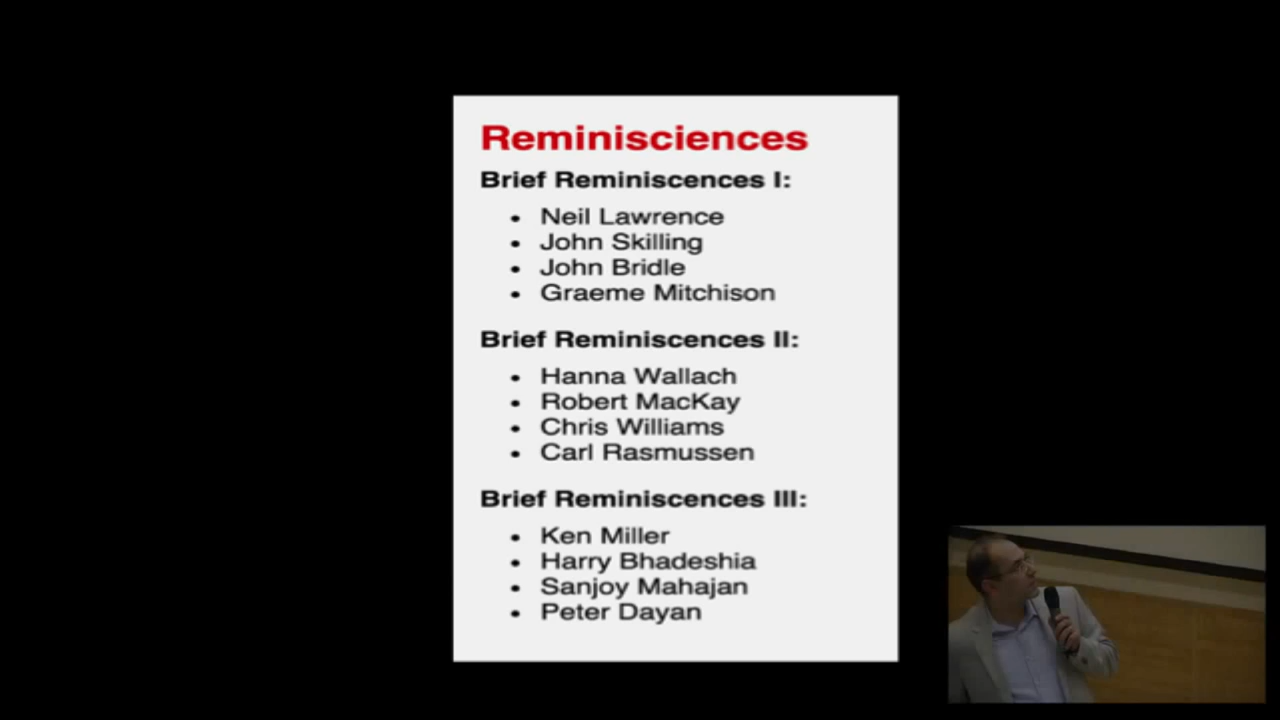 Reminisciences
Brief Reminiscences I:
• Neil Lawrence
• John Skilling
• John Bridle
• Graeme Mitchison
Brief Reminiscences II:
• Hanna Wallach
• Robert MacKay
• Chris Williams
• Carl Rasmussen
Brief Reminiscences III:
• Ken Miller
• Harry Bhadeshia
• Sanjoy Mahajan
• Peter Dayan